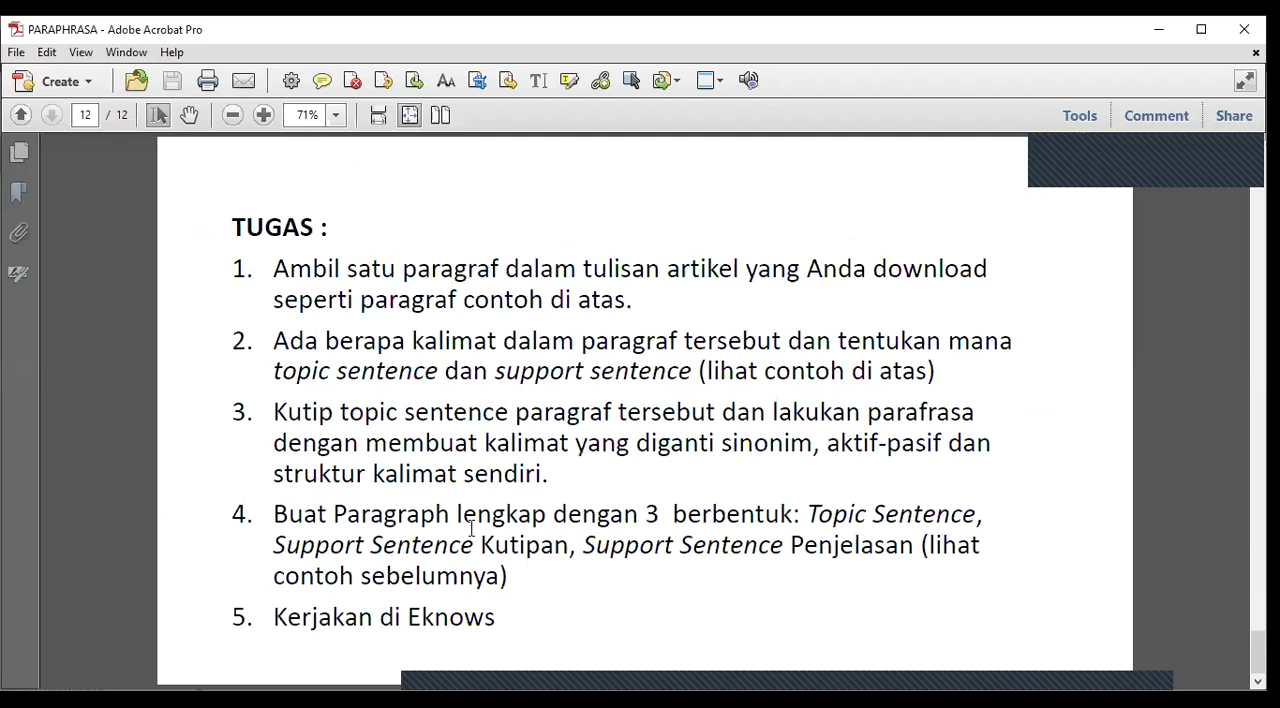 PARAPHRASA - Adobe Acrobat Pro
File Edit View Window Help
Create
12 / 12 71% Tools Comment Share
TUGAS :
1. Ambil satu paragraf dalam tulisan artikel yang Anda download
seperti paragraf contoh di atas.
2. Ada berapa kalimat dalam paragraf tersebut dan tentukan mana
topic sentence dan support sentence (lihat contoh di atas)
3. Kutip topic sentence paragraf tersebut dan lakukan parafrasa
dengan membuat kalimat yang diganti sinonim, aktif-pasif dan
struktur kalimat sendiri.
4. Buat Paragraph lengkap dengan 3 berbentuk: Topic Sentence,
Support Sentence Kutipan, Support Sentence Penjelasan (lihat
contoh sebelumnya)
5. Kerjakan di Eknows